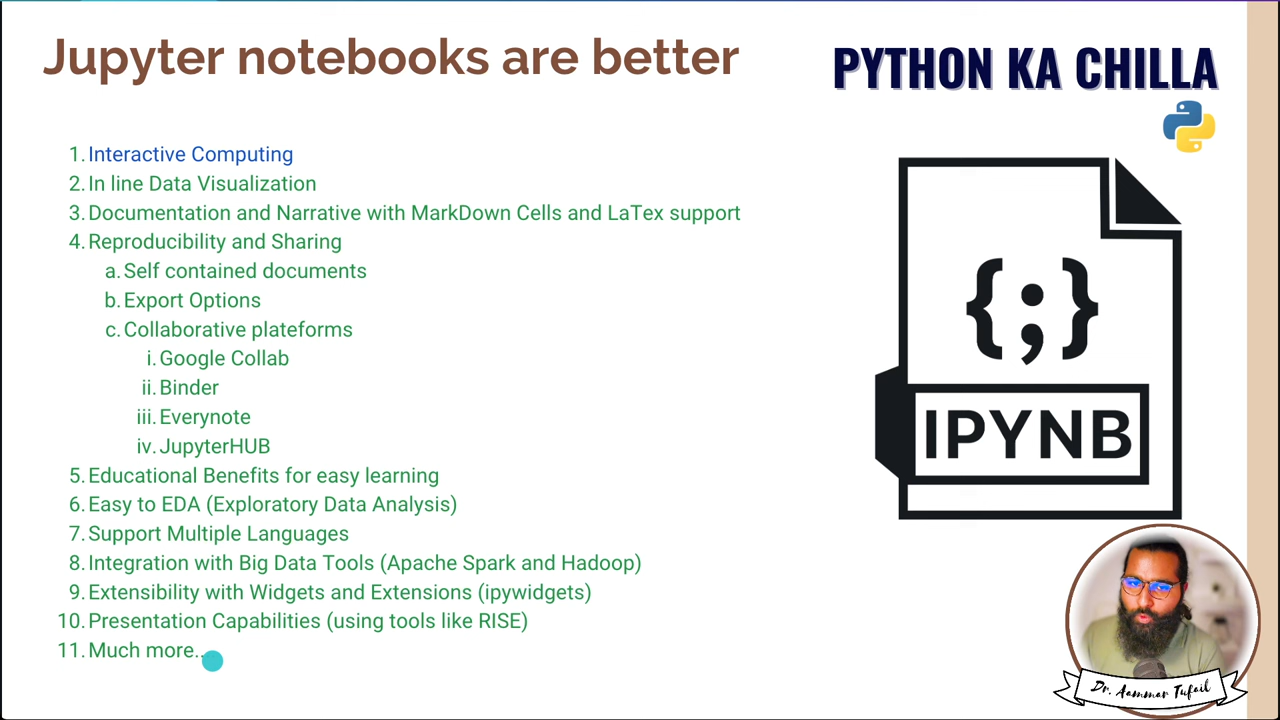 Jupyter notebooks are better
PYTHON KA CHILLA
1. Interactive Computing
2. In line Data Visualization
3. Documentation and Narrative with MarkDown Cells and LaTex support
4. Reproducibility and Sharing
a. Self contained documents
b. Export Options
c. Collaborative plateforms
i. Google Collab
ii. Binder
iii. Everynote
iv. JupyterHUB
5. Educational Benefits for easy learning
6. Easy to EDA (Exploratory Data Analysis)
7. Support Multiple Languages
8. Integration with Big Data Tools (Apache Spark and Hadoop)
9. Extensibility with Widgets and Extensions (ipywidgets)
10. Presentation Capabilities (using tools like RISE)
11. Much more..
{;}
IPYNB
Dr. Aammar Tufail